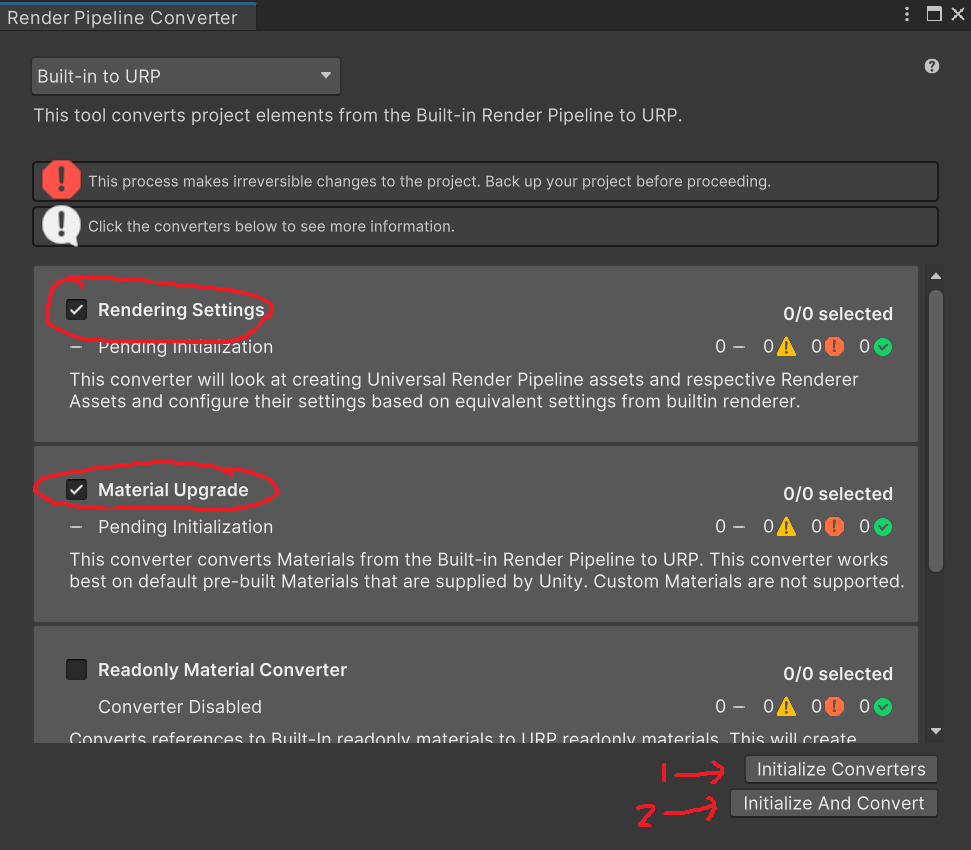 Render Pipeline Converter
Built-in to URP
This tool converts project elements from the Built-in Render Pipeline to URP.
This process makes irreversible changes to the project. Back up your project before proceeding.
Click the converters below to see more information.
Rendering Settings
0/0 selected
Pending Initialization
0 – 0 0 0
This converter will look at creating Universal Render Pipeline assets and respective Renderer
Assets and configure their settings based on equivalent settings from builtin renderer.
Material Upgrade
0/0 selected
Pending Initialization
0 – 0 0 0
This converter converts Materials from the Built-in Render Pipeline to URP. This converter works
best on default pre-built Materials that are supplied by Unity. Custom Materials are not supported.
Readonly Material Converter
0/0 selected
Converter Disabled
0 – 0 0 0
Converts references to Built-In readonly materials to URP readonly materials. This will create
1 → Initialize Converters
2 → Initialize And Convert